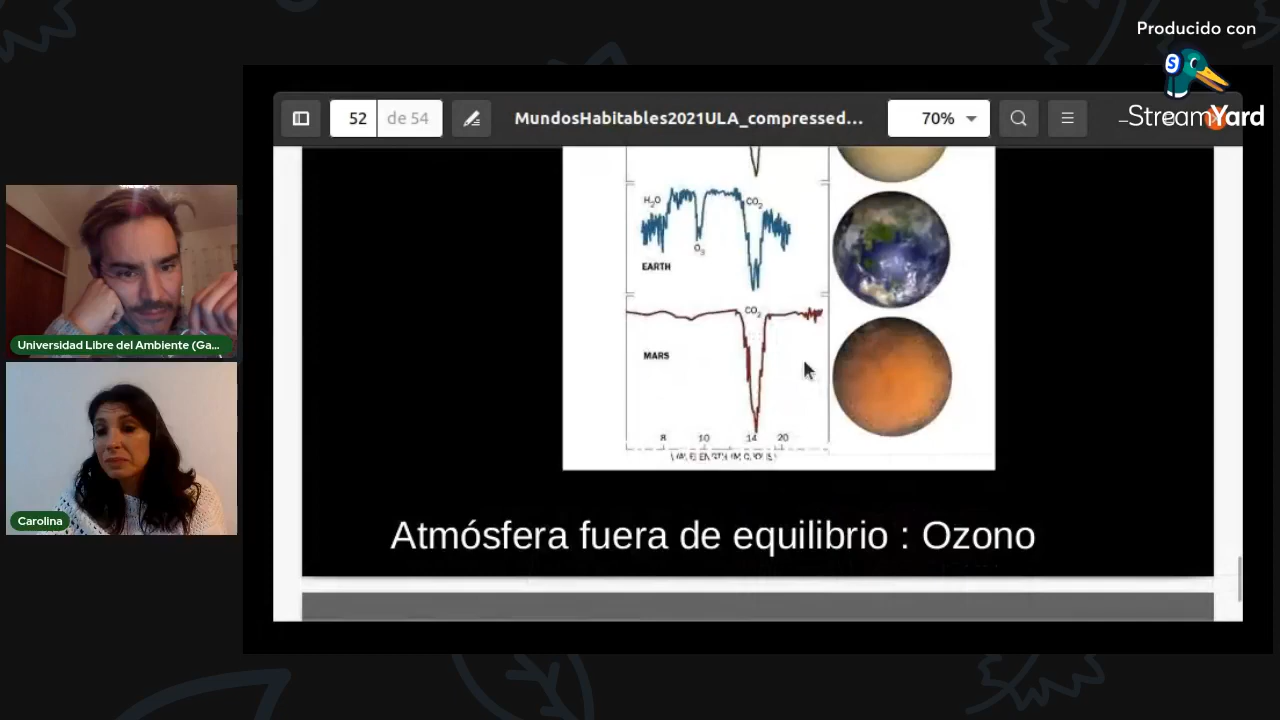 Producido con
StreamYard
52
de 54
MundosHabitables2021ULA_compressed...
70%
H2O
CO2
O3
EARTH
CO2
MARS
8 10 14 20
Atmósfera fuera de equilibrio : Ozono
Universidad Libre del Ambiente (Ga...
Carolina